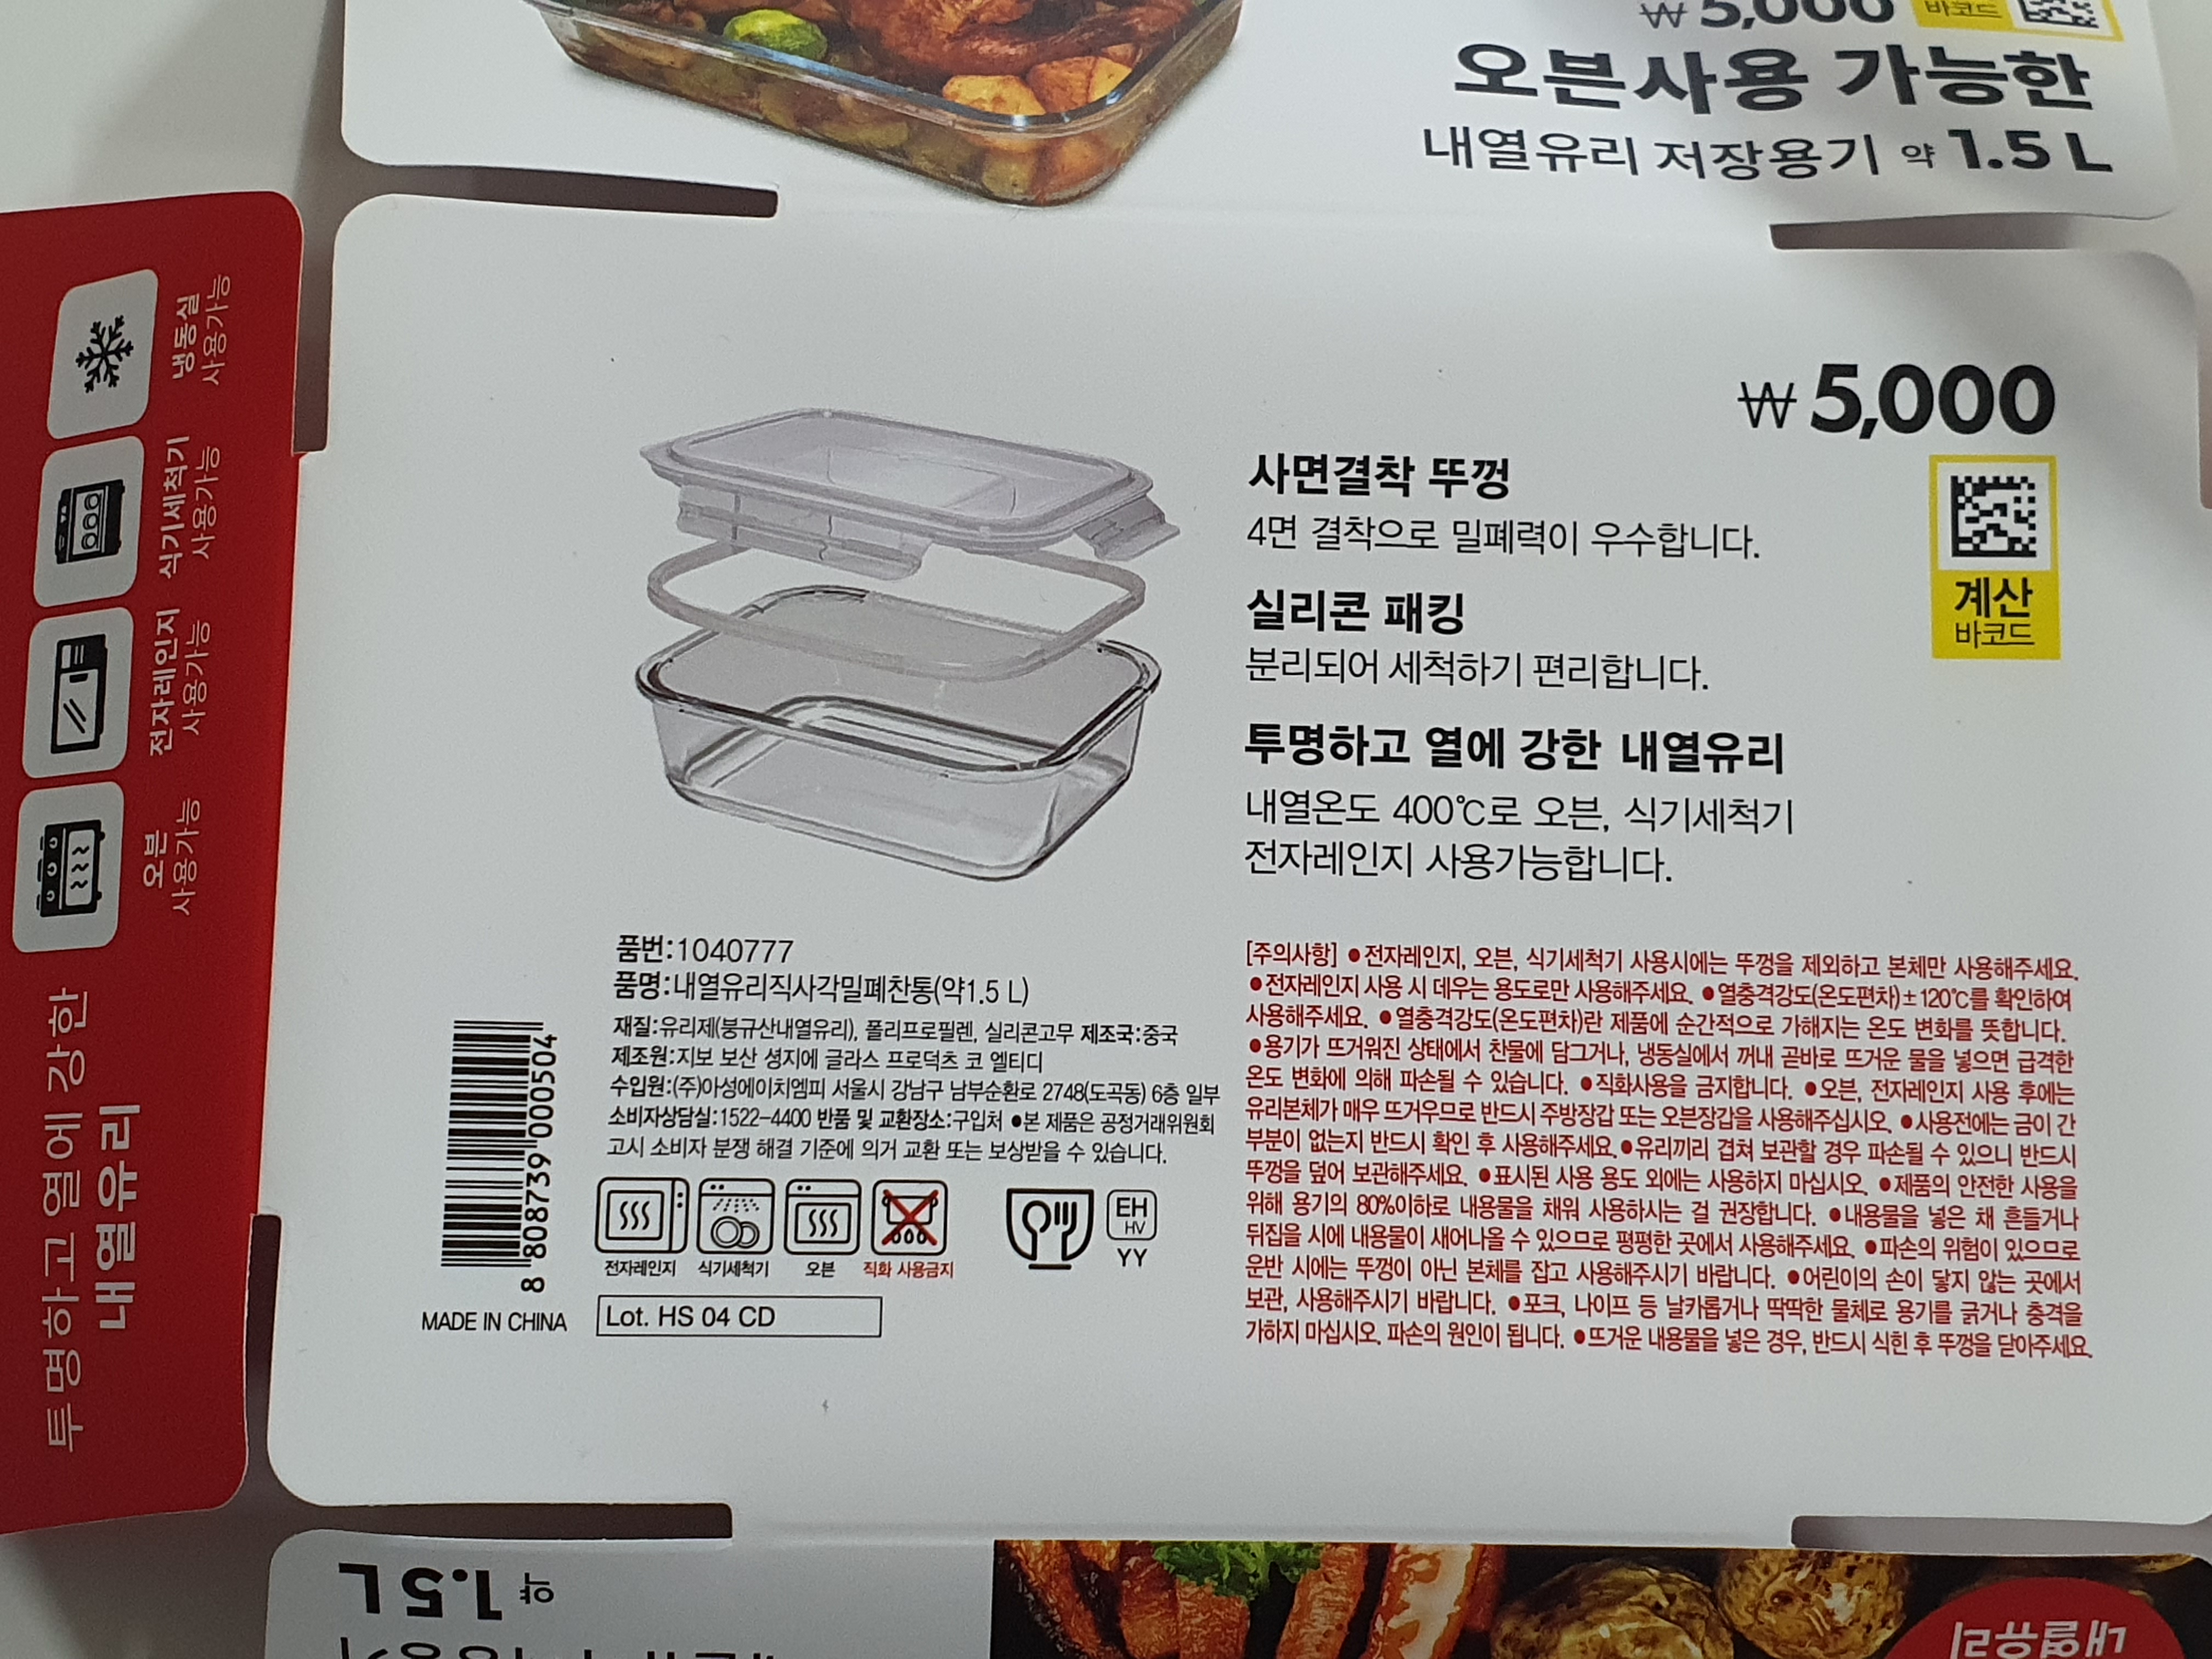 ₩ 5,000
바코드
오븐사용 가능한
내열유리 저장용기 약 1.5 L
냉동실
사용가능
식기세척기
사용가능
전자레인지
사용가능
오븐
사용가능
투명하고 열에 강한
내열유리
₩ 5,000
계산
바코드
사면결착 뚜껑
4면 결착으로 밀폐력이 우수합니다.
실리콘 패킹
분리되어 세척하기 편리합니다.
투명하고 열에 강한 내열유리
내열온도 400℃로 오븐, 식기세척기
전자레인지 사용가능합니다.
품번:1040777
품명:내열유리직사각밀폐찬통(약1.5 L)
재질:유리제(붕규산내열유리), 폴리프로필렌, 실리콘고무 제조국:중국
제조원:지보 보산 셩지에 글라스 프로덕츠 코 엘티디
수입원:(주)아성에이치엠피 서울시 강남구 남부순환로 2748(도곡동) 6층 일부
소비자상담실:1522-4400 반품 및 교환장소:구입처 ●본 제품은 공정거래위원회
고시 소비자 분쟁 해결 기준에 의거 교환 또는 보상받을 수 있습니다.
8 808739 000504
MADE IN CHINA
전자레인지 식기세척기 오븐 직화 사용금지
EH
HV
YY
Lot. HS 04 CD
[주의사항] ●전자레인지, 오븐, 식기세척기 사용시에는 뚜껑을 제외하고 본체만 사용해주세요.
●전자레인지 사용 시 데우는 용도로만 사용해주세요. ●열충격강도(온도편차)±120℃를 확인하여
사용해주세요. ●열충격강도(온도편차)란 제품에 순간적으로 가해지는 온도 변화를 뜻합니다.
●용기가 뜨거워진 상태에서 찬물에 담그거나, 냉동실에서 꺼내 곧바로 뜨거운 물을 넣으면 급격한
온도 변화에 의해 파손될 수 있습니다. ●직화사용을 금지합니다. ●오븐, 전자레인지 사용 후에는
유리본체가 매우 뜨거우므로 반드시 주방장갑 또는 오븐장갑을 사용해주십시오. ●사용전에는 금이 간
부분이 없는지 반드시 확인 후 사용해주세요. ●유리끼리 겹쳐 보관할 경우 파손될 수 있으니 반드시
뚜껑을 덮어 보관해주세요. ●표시된 사용 용도 외에는 사용하지 마십시오. ●제품의 안전한 사용을
위해 용기의 80%이하로 내용물을 채워 사용하시는 걸 권장합니다. ●내용물을 넣은 채 흔들거나
뒤집을 시에 내용물이 새어나올 수 있으므로 평평한 곳에서 사용해주세요. ●파손의 위험이 있으므로
운반 시에는 뚜껑이 아닌 본체를 잡고 사용해주시기 바랍니다. ●어린이의 손이 닿지 않는 곳에서
보관, 사용해주시기 바랍니다. ●포크, 나이프 등 날카롭거나 딱딱한 물체로 용기를 긁거나 충격을
가하지 마십시오. 파손의 원인이 됩니다. ●뜨거운 내용물을 넣은 경우, 반드시 식힌 후 뚜껑을 닫아주세요.
약 1.5 L
내열유리